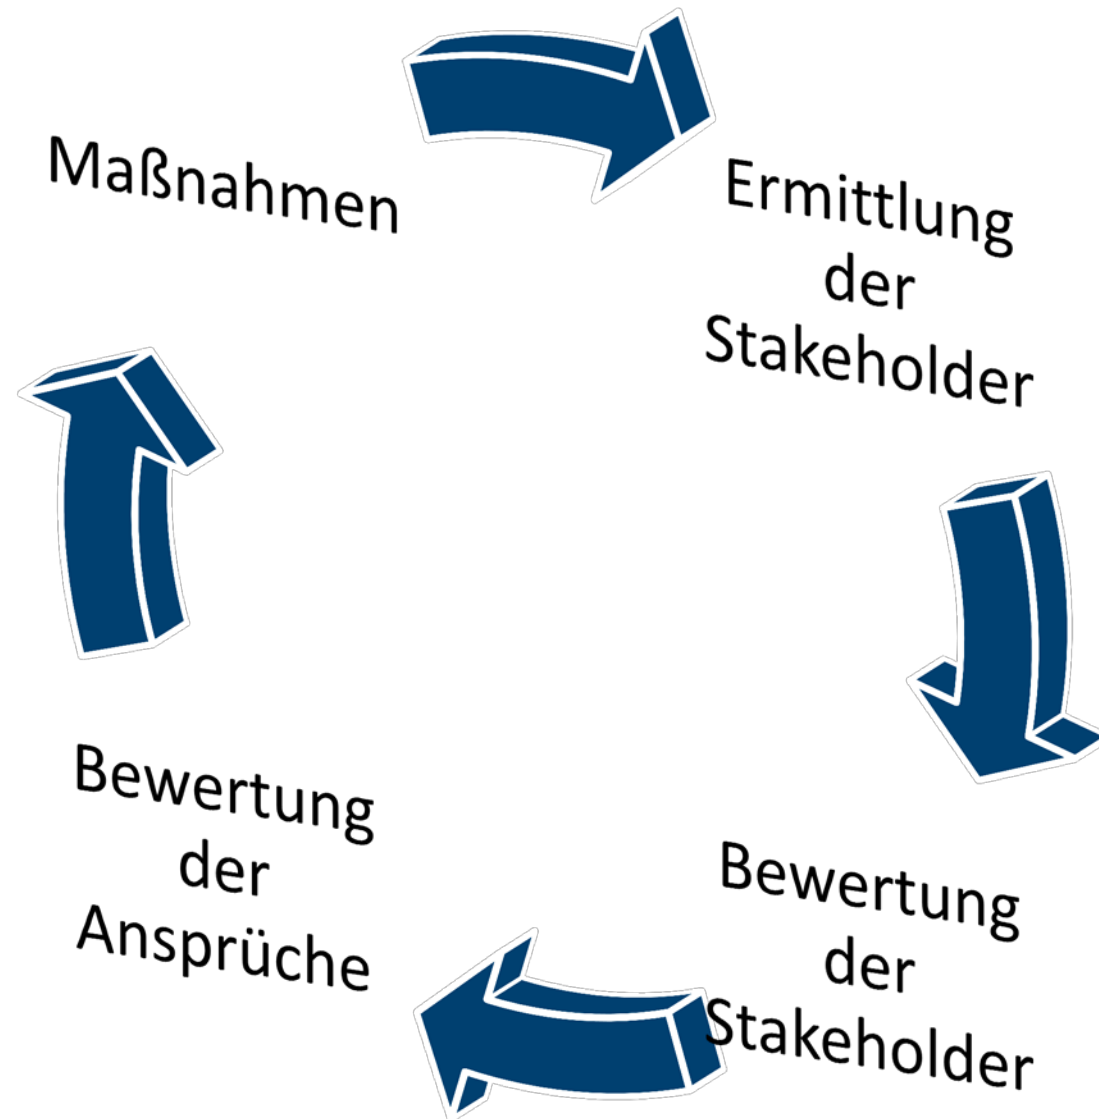 Maßnahmen
Ermittlung
der
Stakeholder
Bewertung
der
Stakeholder
Bewertung
der
Ansprüche